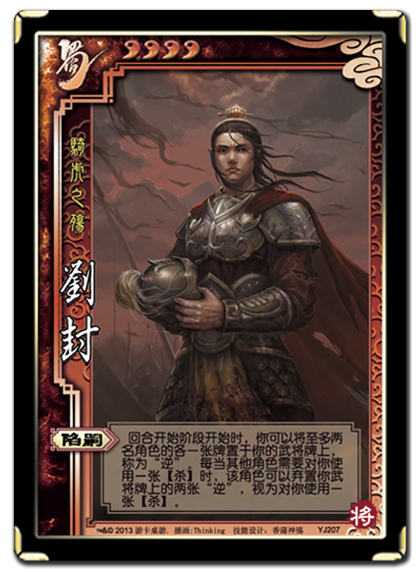 蜀
騎虎之殤
劉封
陷嗣
回合开始阶段开始时，你可以将至多两
名角色的各一张牌置于你的武将牌上，
称为“逆”。每当其他角色需要对你使
用一张【杀】时，该角色可以弃置你武
将牌上的两张“逆”，视为对你使用
一张【杀】。
将
™&© 2013 游卡桌游. 插画:Thinking 技能设计: 香蒲神殇 YJ207